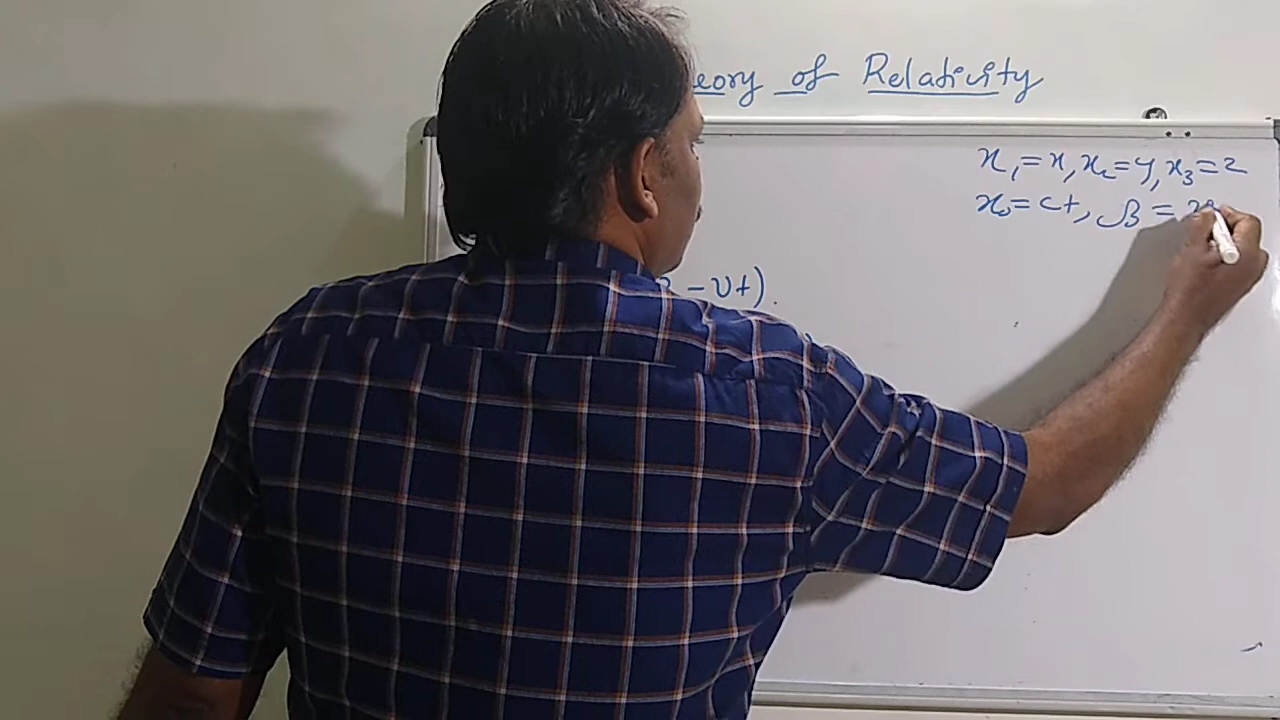 eory of Relativity
x₁ = x, x₂ = y, x₃ = z
x₀ = ct, β =
- vt).